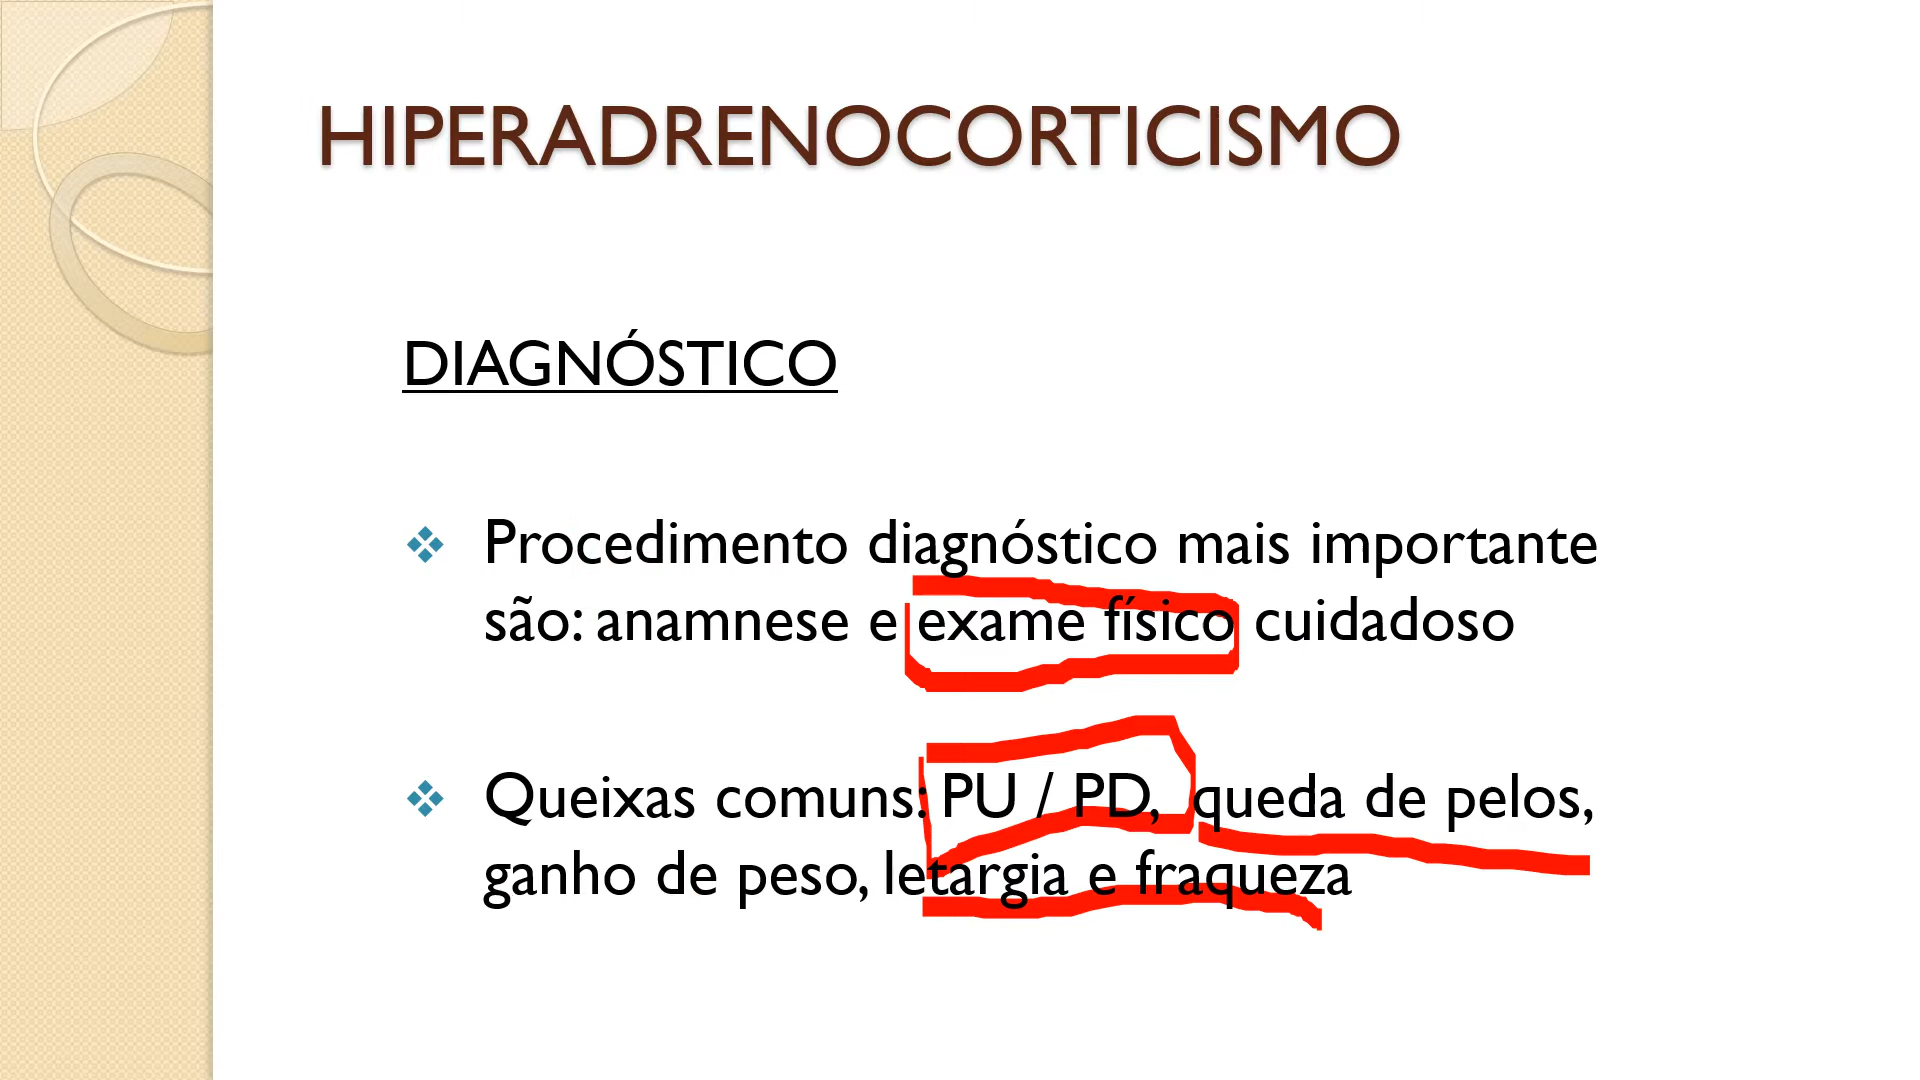 HIPERADRENOCORTICISMO
DIAGNÓSTICO
Procedimento diagnóstico mais importante
são: anamnese e exame físico cuidadoso
Queixas comuns: PU / PD, queda de pelos,
ganho de peso, letargia e fraqueza